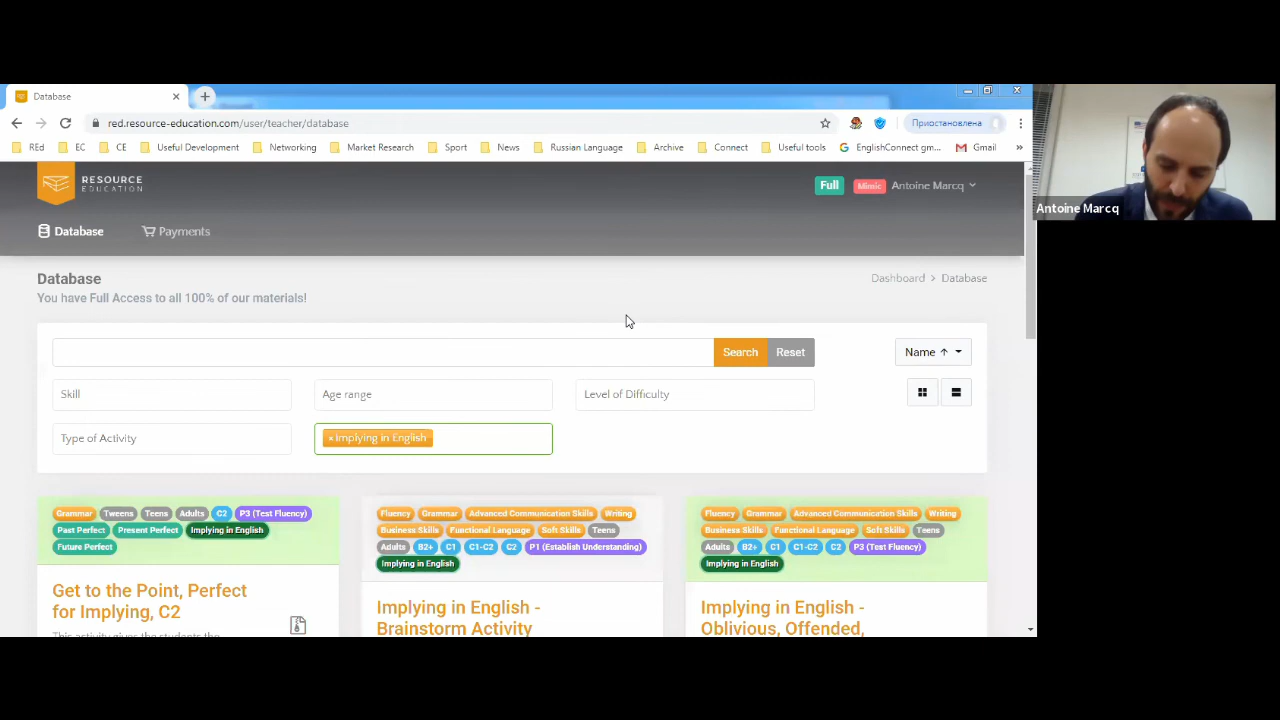 Database
red.resource-education.com/user/teacher/database
Приостановлена
REd EC CE Useful Development Networking Market Research Sport News Russian Language Archive Connect Useful tools EnglishConnect gm... Gmail »
RESOURCE
EDUCATION
Full Mimic Antoine Marcq
Database Payments
Antoine Marcq
Database
Dashboard > Database
You have Full Access to all 100% of our materials!
Search Reset Name ↑
Skill Age range Level of Difficulty
Type of Activity × Implying in English
Grammar Tweens Teens Adults C2 P3 (Test Fluency)
Past Perfect Present Perfect Implying in English
Future Perfect
Get to the Point, Perfect
for Implying, C2
This activity gives the students the
Fluency Grammar Advanced Communication Skills Writing
Business Skills Functional Language Soft Skills Teens
Adults B2+ C1 C1-C2 C2 P1 (Establish Understanding)
Implying in English
Implying in English -
Brainstorm Activity
Fluency Grammar Advanced Communication Skills Writing
Business Skills Functional Language Soft Skills Teens
Adults B2+ C1 C1-C2 C2 P3 (Test Fluency)
Implying in English
Implying in English -
Oblivious, Offended,